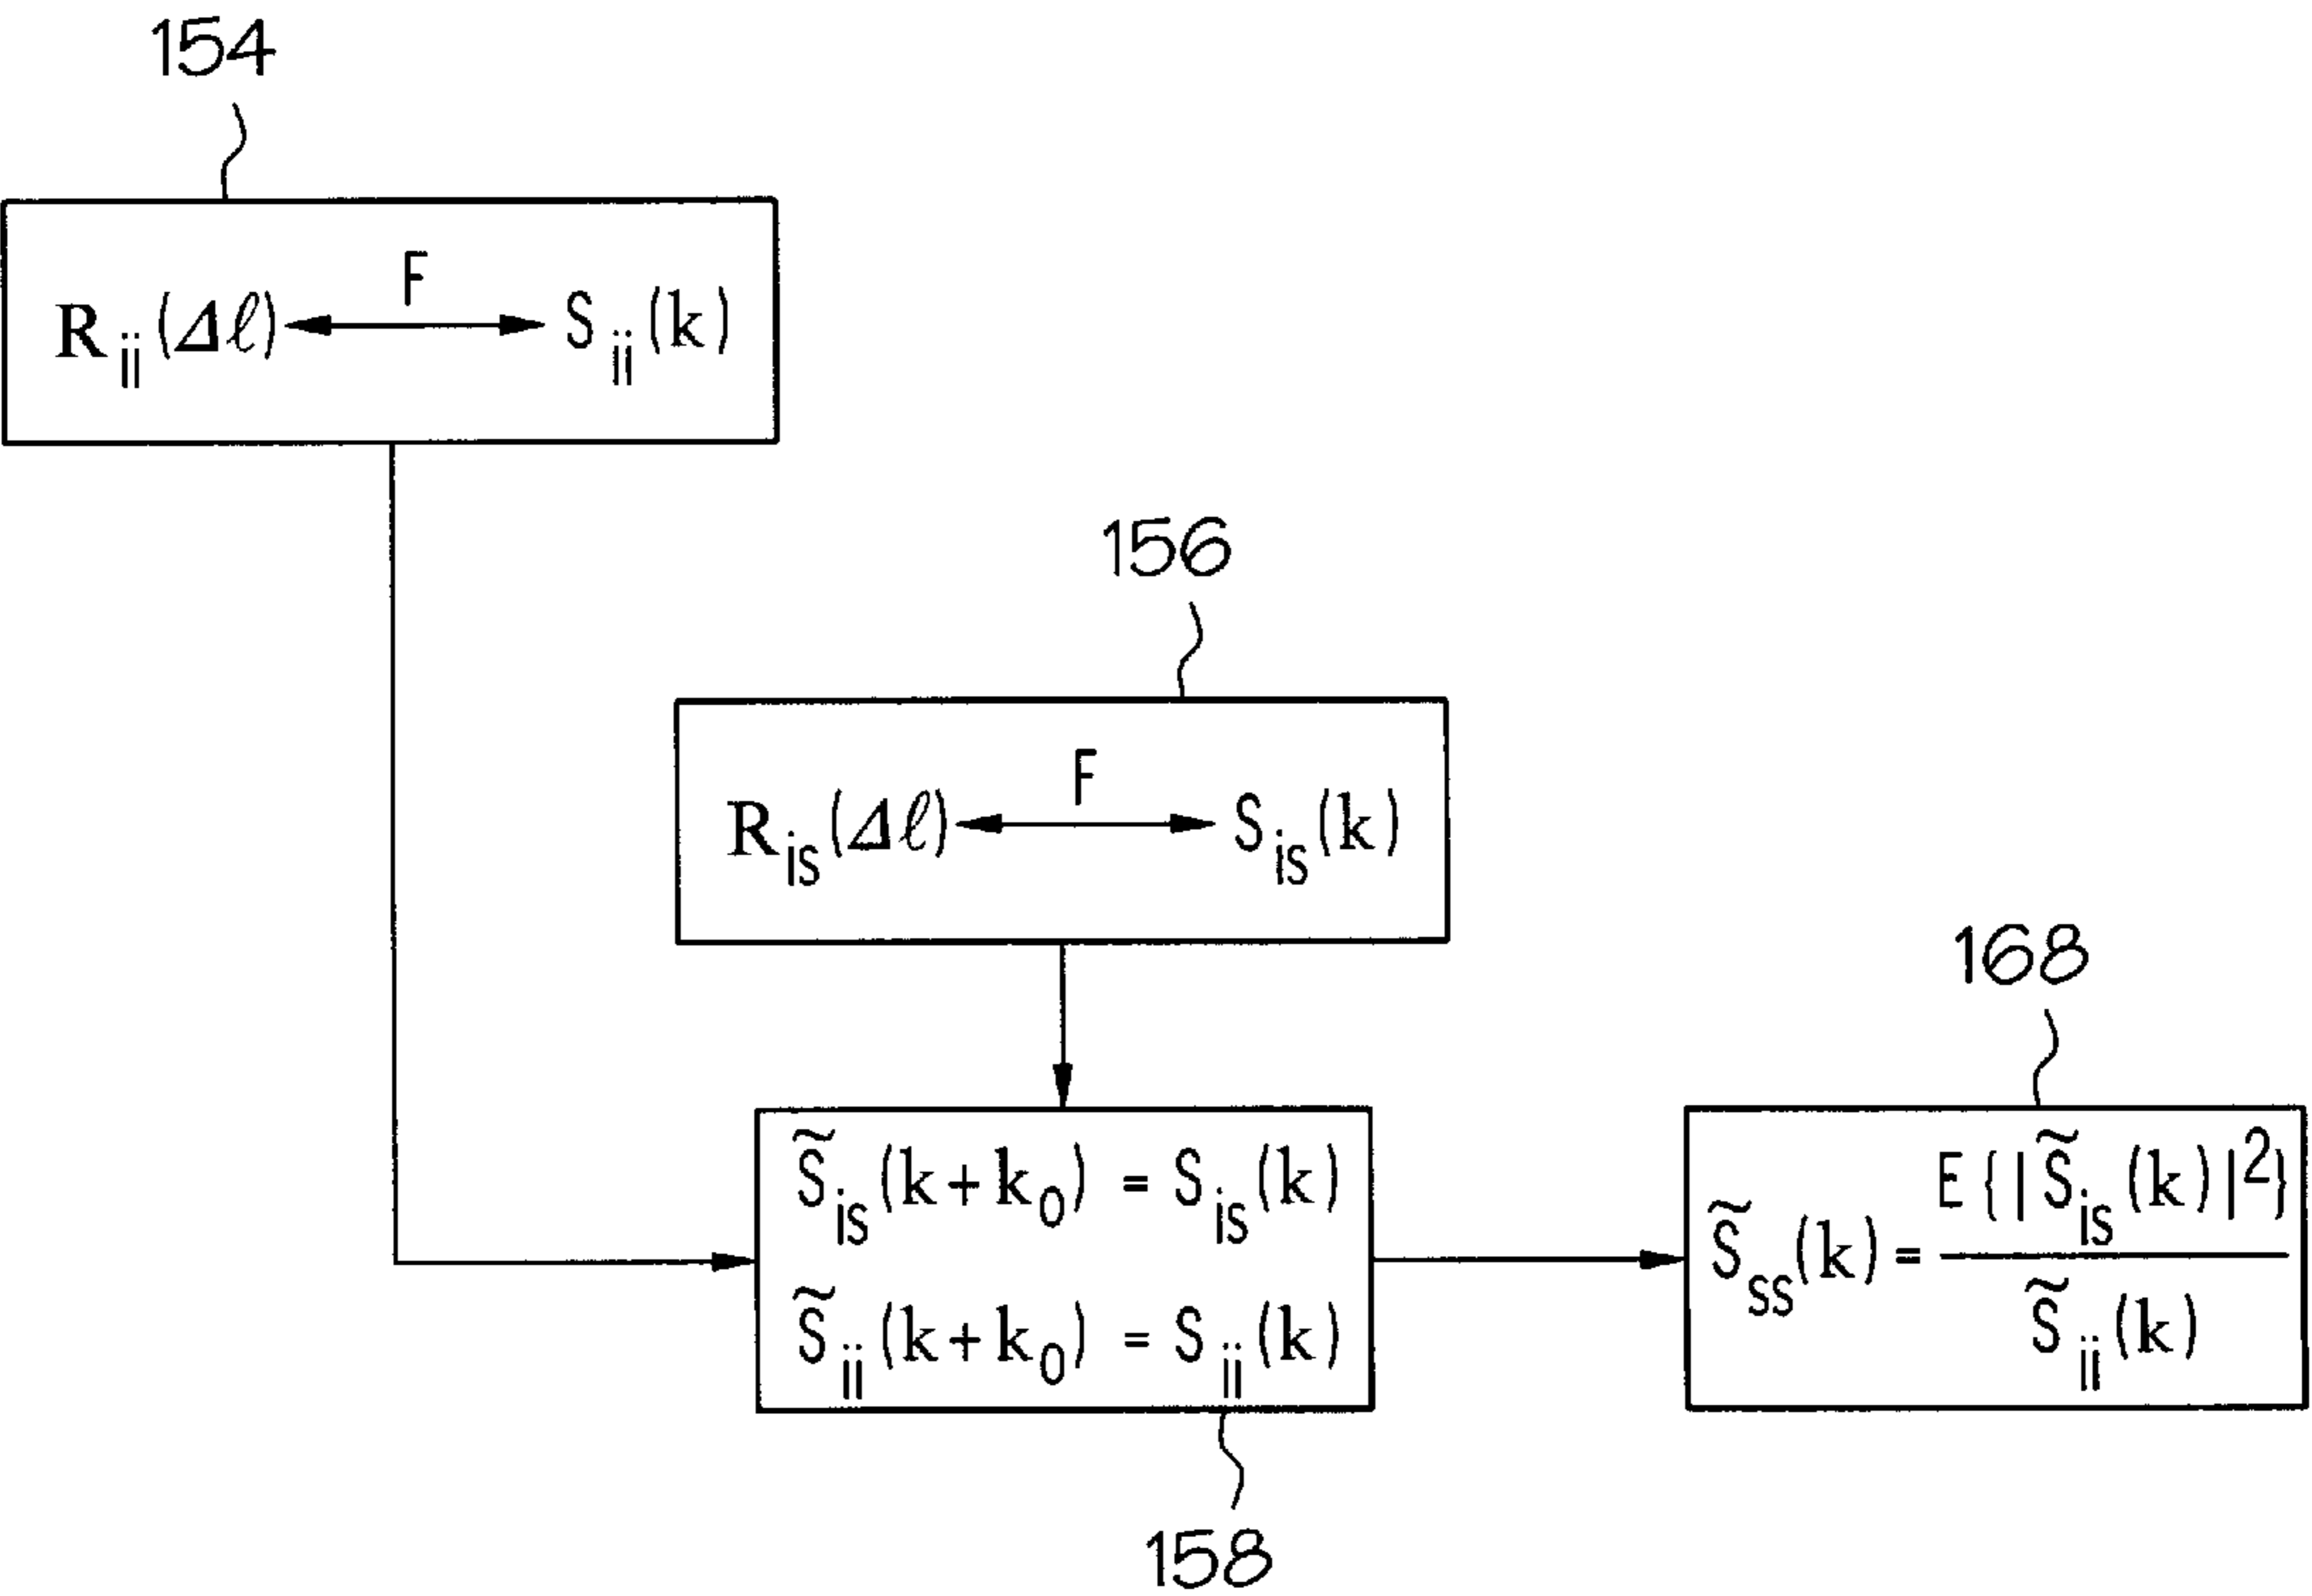 154
F
R_ii(Δℓ) ⟷ S_ii(k)
156
F
R_is(Δℓ) ⟷ S_is(k)
168
S̃_is(k+k_0) = S_is(k)
S̃_ii(k+k_0) = S_ii(k)
S̃_ss(k) = E{|S̃_is(k)|²} / S̃_ii(k)
158